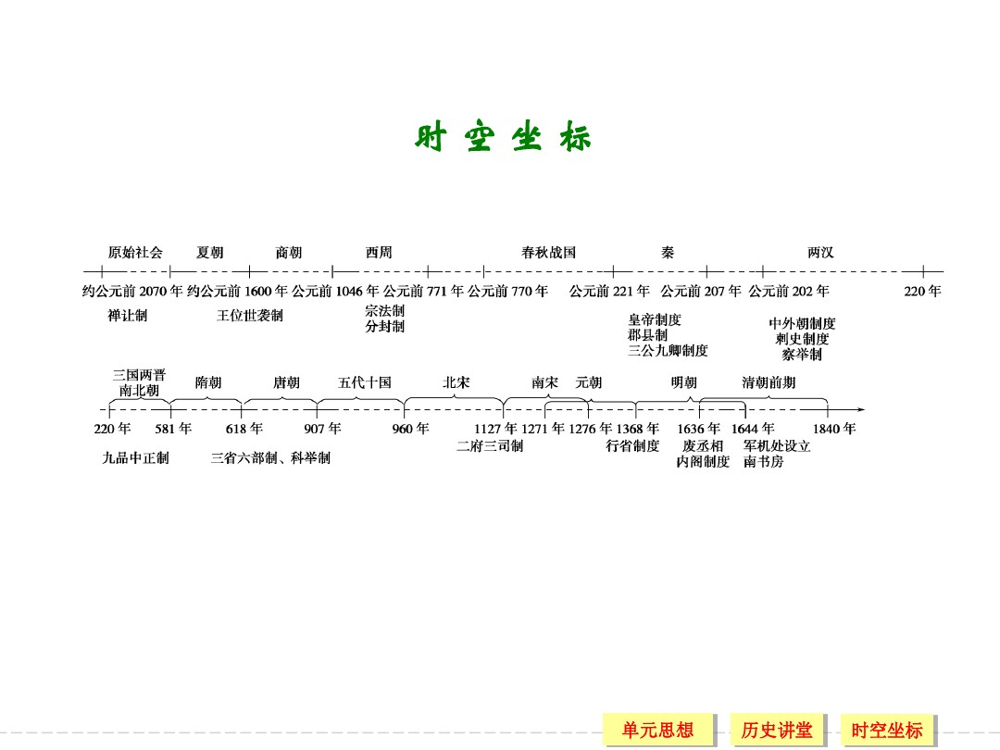 时空坐标
原始社会 夏朝 商朝 西周 春秋战国 秦 两汉
约公元前 2070 年 约公元前 1600 年 公元前 1046 年 公元前 771 年 公元前 770 年 公元前 221 年 公元前 207 年 公元前 202 年 220 年
禅让制 王位世袭制 宗法制 皇帝制度 中外朝制度
分封制 郡县制 刺史制度
三公九卿制度 察举制
三国两晋 隋朝 唐朝 五代十国 北宋 南宋 元朝 明朝 清朝前期
南北朝
220 年 581 年 618 年 907 年 960 年 1127 年 1271 年 1276 年 1368 年 1636 年 1644 年 1840 年
九品中正制 三省六部制、科举制 二府三司制 行省制度 废丞相 军机处设立
内阁制度 南书房
单元思想 历史讲堂 时空坐标